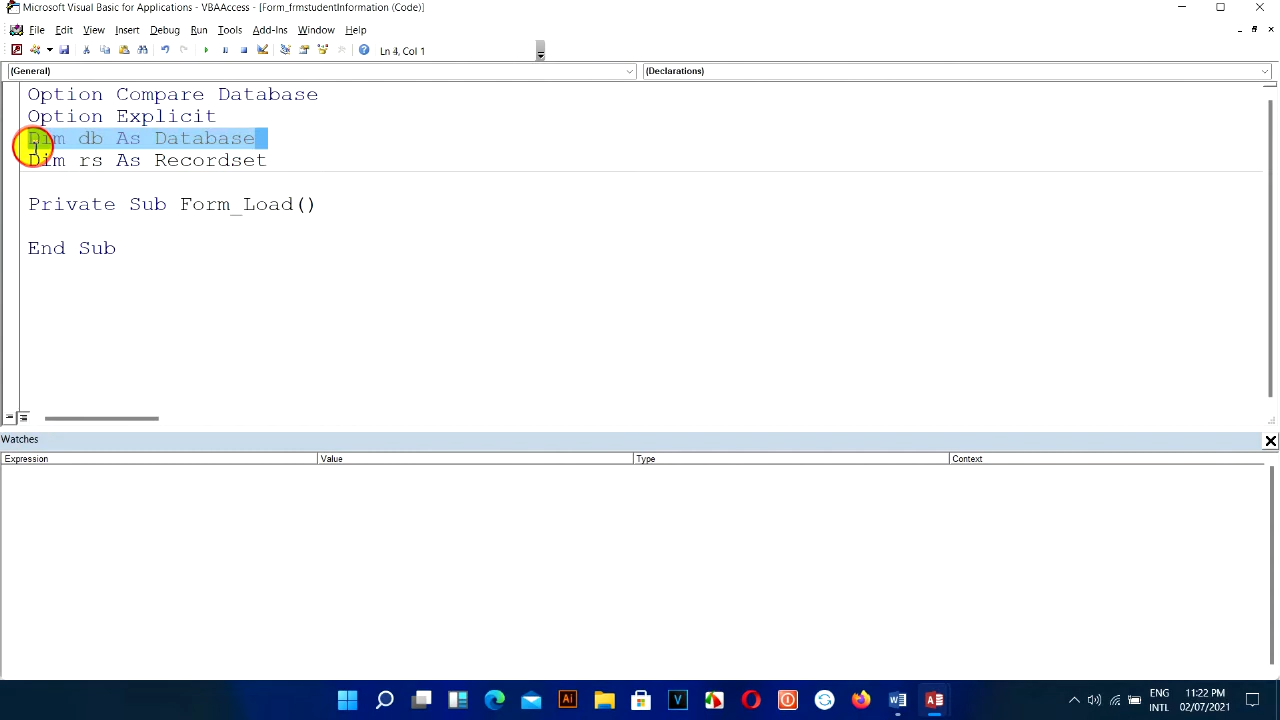 Microsoft Visual Basic for Applications - VBAAccess - [Form_frmstudentInformation (Code)]
File Edit View Insert Debug Run Tools Add-Ins Window Help
Ln 4, Col 1
(General) (Declarations)
Option Compare Database
Option Explicit
Dim db As Database
Dim rs As Recordset
Private Sub Form_Load()
End Sub
Watches
Expression Value Type Context
Ai V
ENG 11:22 PM
INTL 02/07/2021